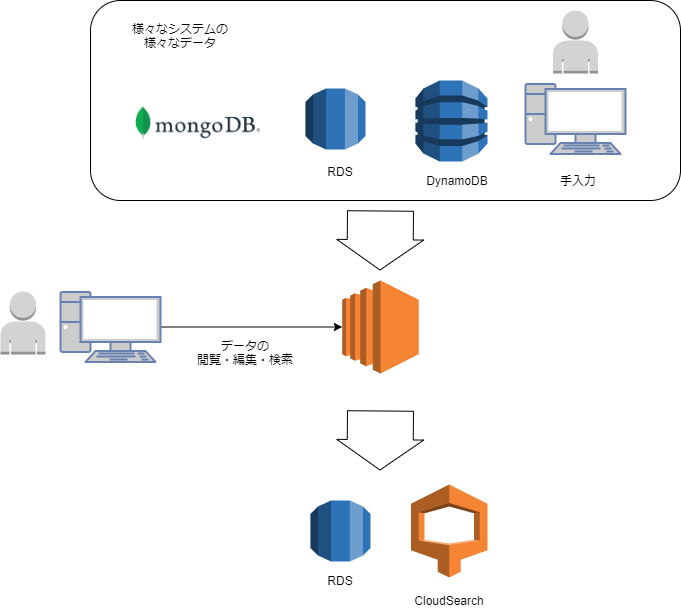 様々なシステムの
様々なデータ
mongoDB®
RDS
DynamoDB
手入力
データの
閲覧・編集・検索
RDS
CloudSearch